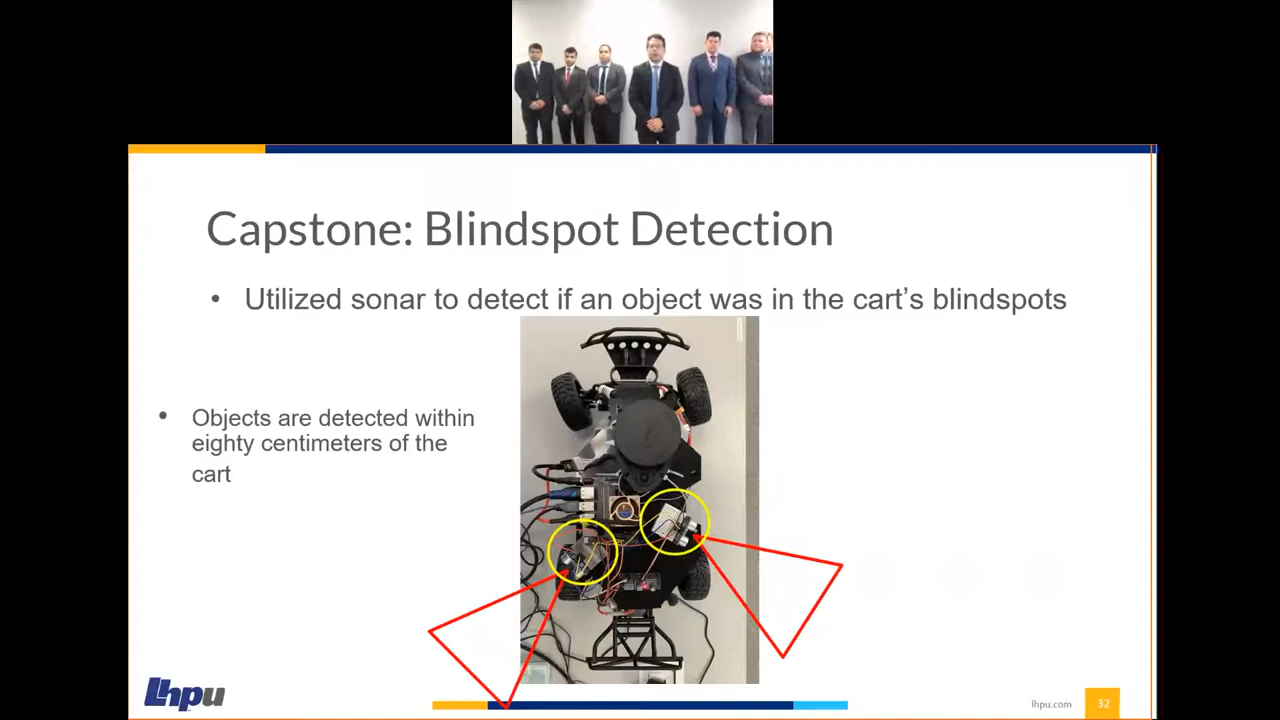 Capstone: Blindspot Detection
• Utilized sonar to detect if an object was in the cart's blindspots
• Objects are detected within
eighty centimeters of the
cart
lhpu
lhpu.com
32